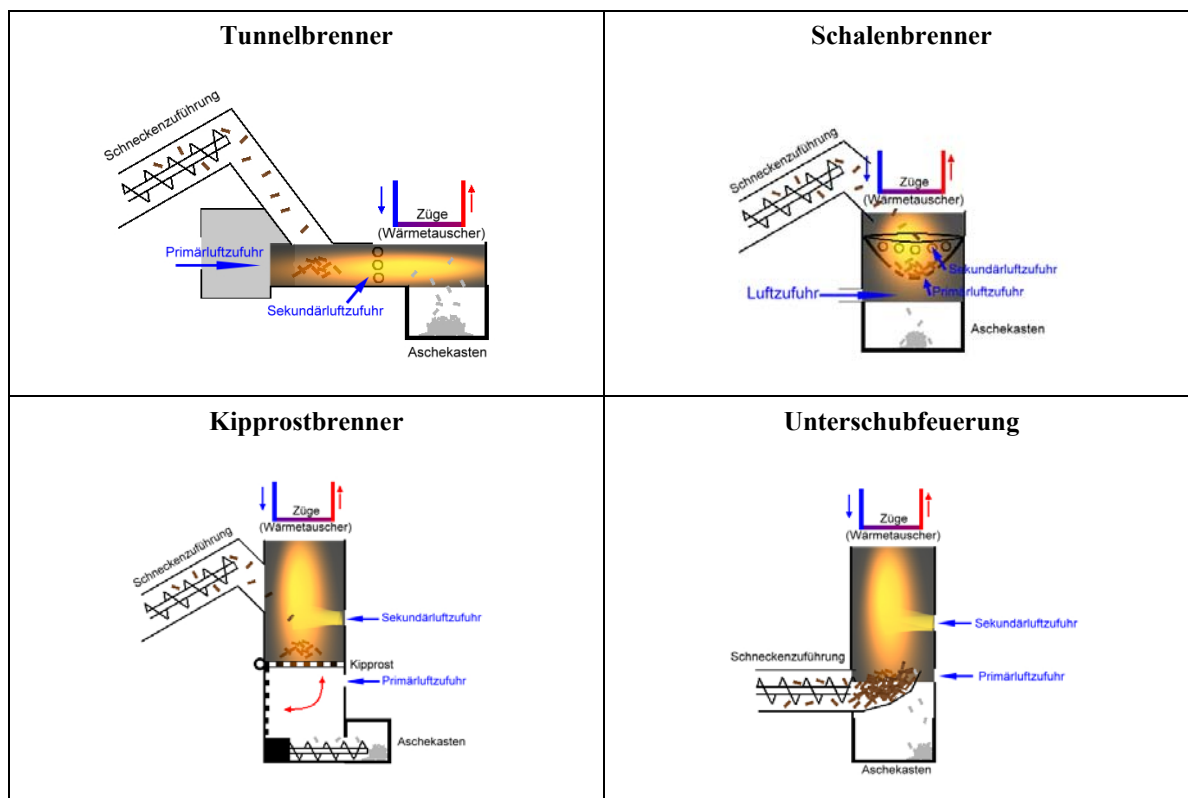 Tunnelbrenner
Schneckenzuführung
Züge
(Wärmetauscher)
Primärluftzufuhr
Sekundärluftzufuhr
Aschekasten
Schalenbrenner
Schneckenzuführung
Züge
(Wärmetauscher)
Sekundärluftzufuhr
Primärluftzufuhr
Luftzufuhr
Aschekasten
Kipprostbrenner
Züge
(Wärmetauscher)
Schneckenzuführung
Sekundärluftzufuhr
Kipprost
Primärluftzufuhr
Aschekasten
Unterschubfeuerung
Züge
(Wärmetauscher)
Sekundärluftzufuhr
Schneckenzuführung
Primärluftzufuhr
Aschekasten